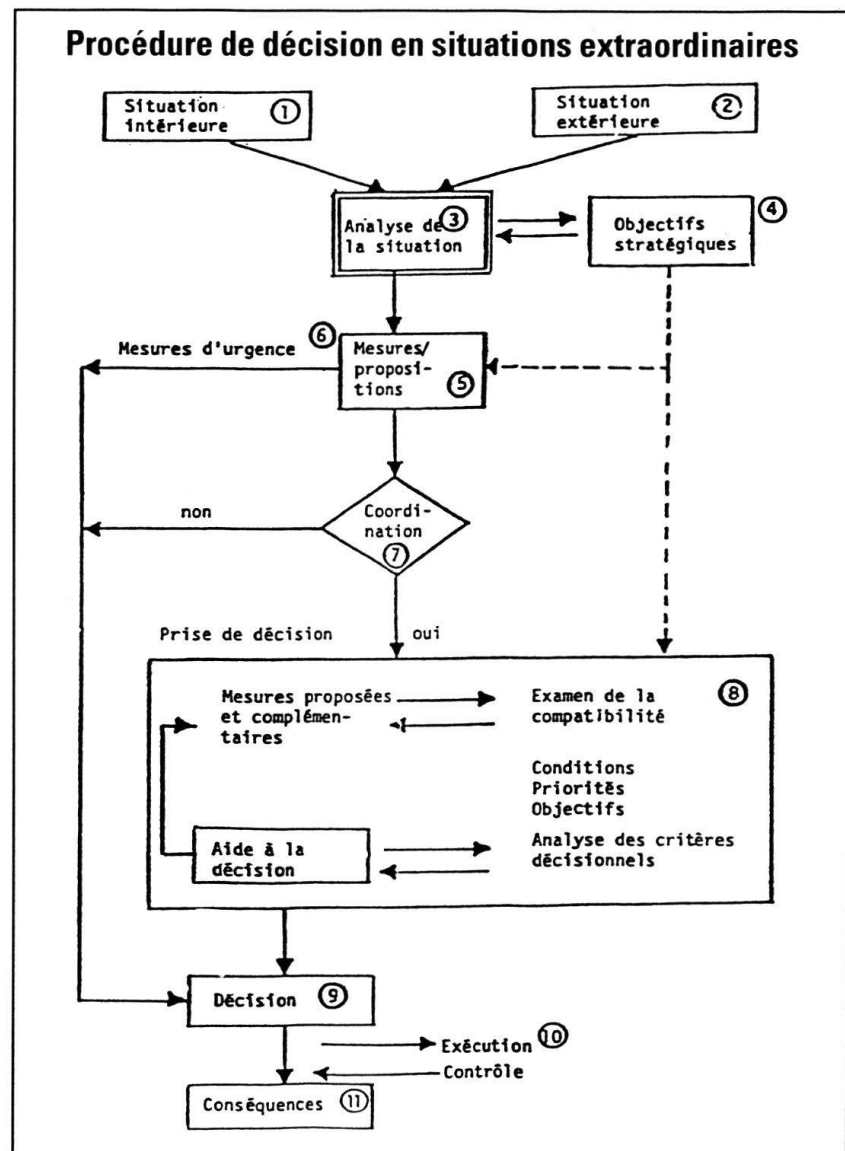 Procédure de décision en situations extraordinaires
Situation
intérieure
①
Situation
extérieure
②
Analyse de
la situation
③
Objectifs
stratégiques
④
⑥
Mesures d'urgence
Mesures/
proposi-
tions
⑤
non
Coordi-
nation
⑦
Prise de décision
oui
Mesures proposées
et complémen-
taires
Examen de la
compatibilité
⑧
Conditions
Priorités
Objectifs
Aide à la
décision
Analyse des critères
décisionnels
Décision ⑨
Exécution ⑩
Contrôle
Conséquences ⑪